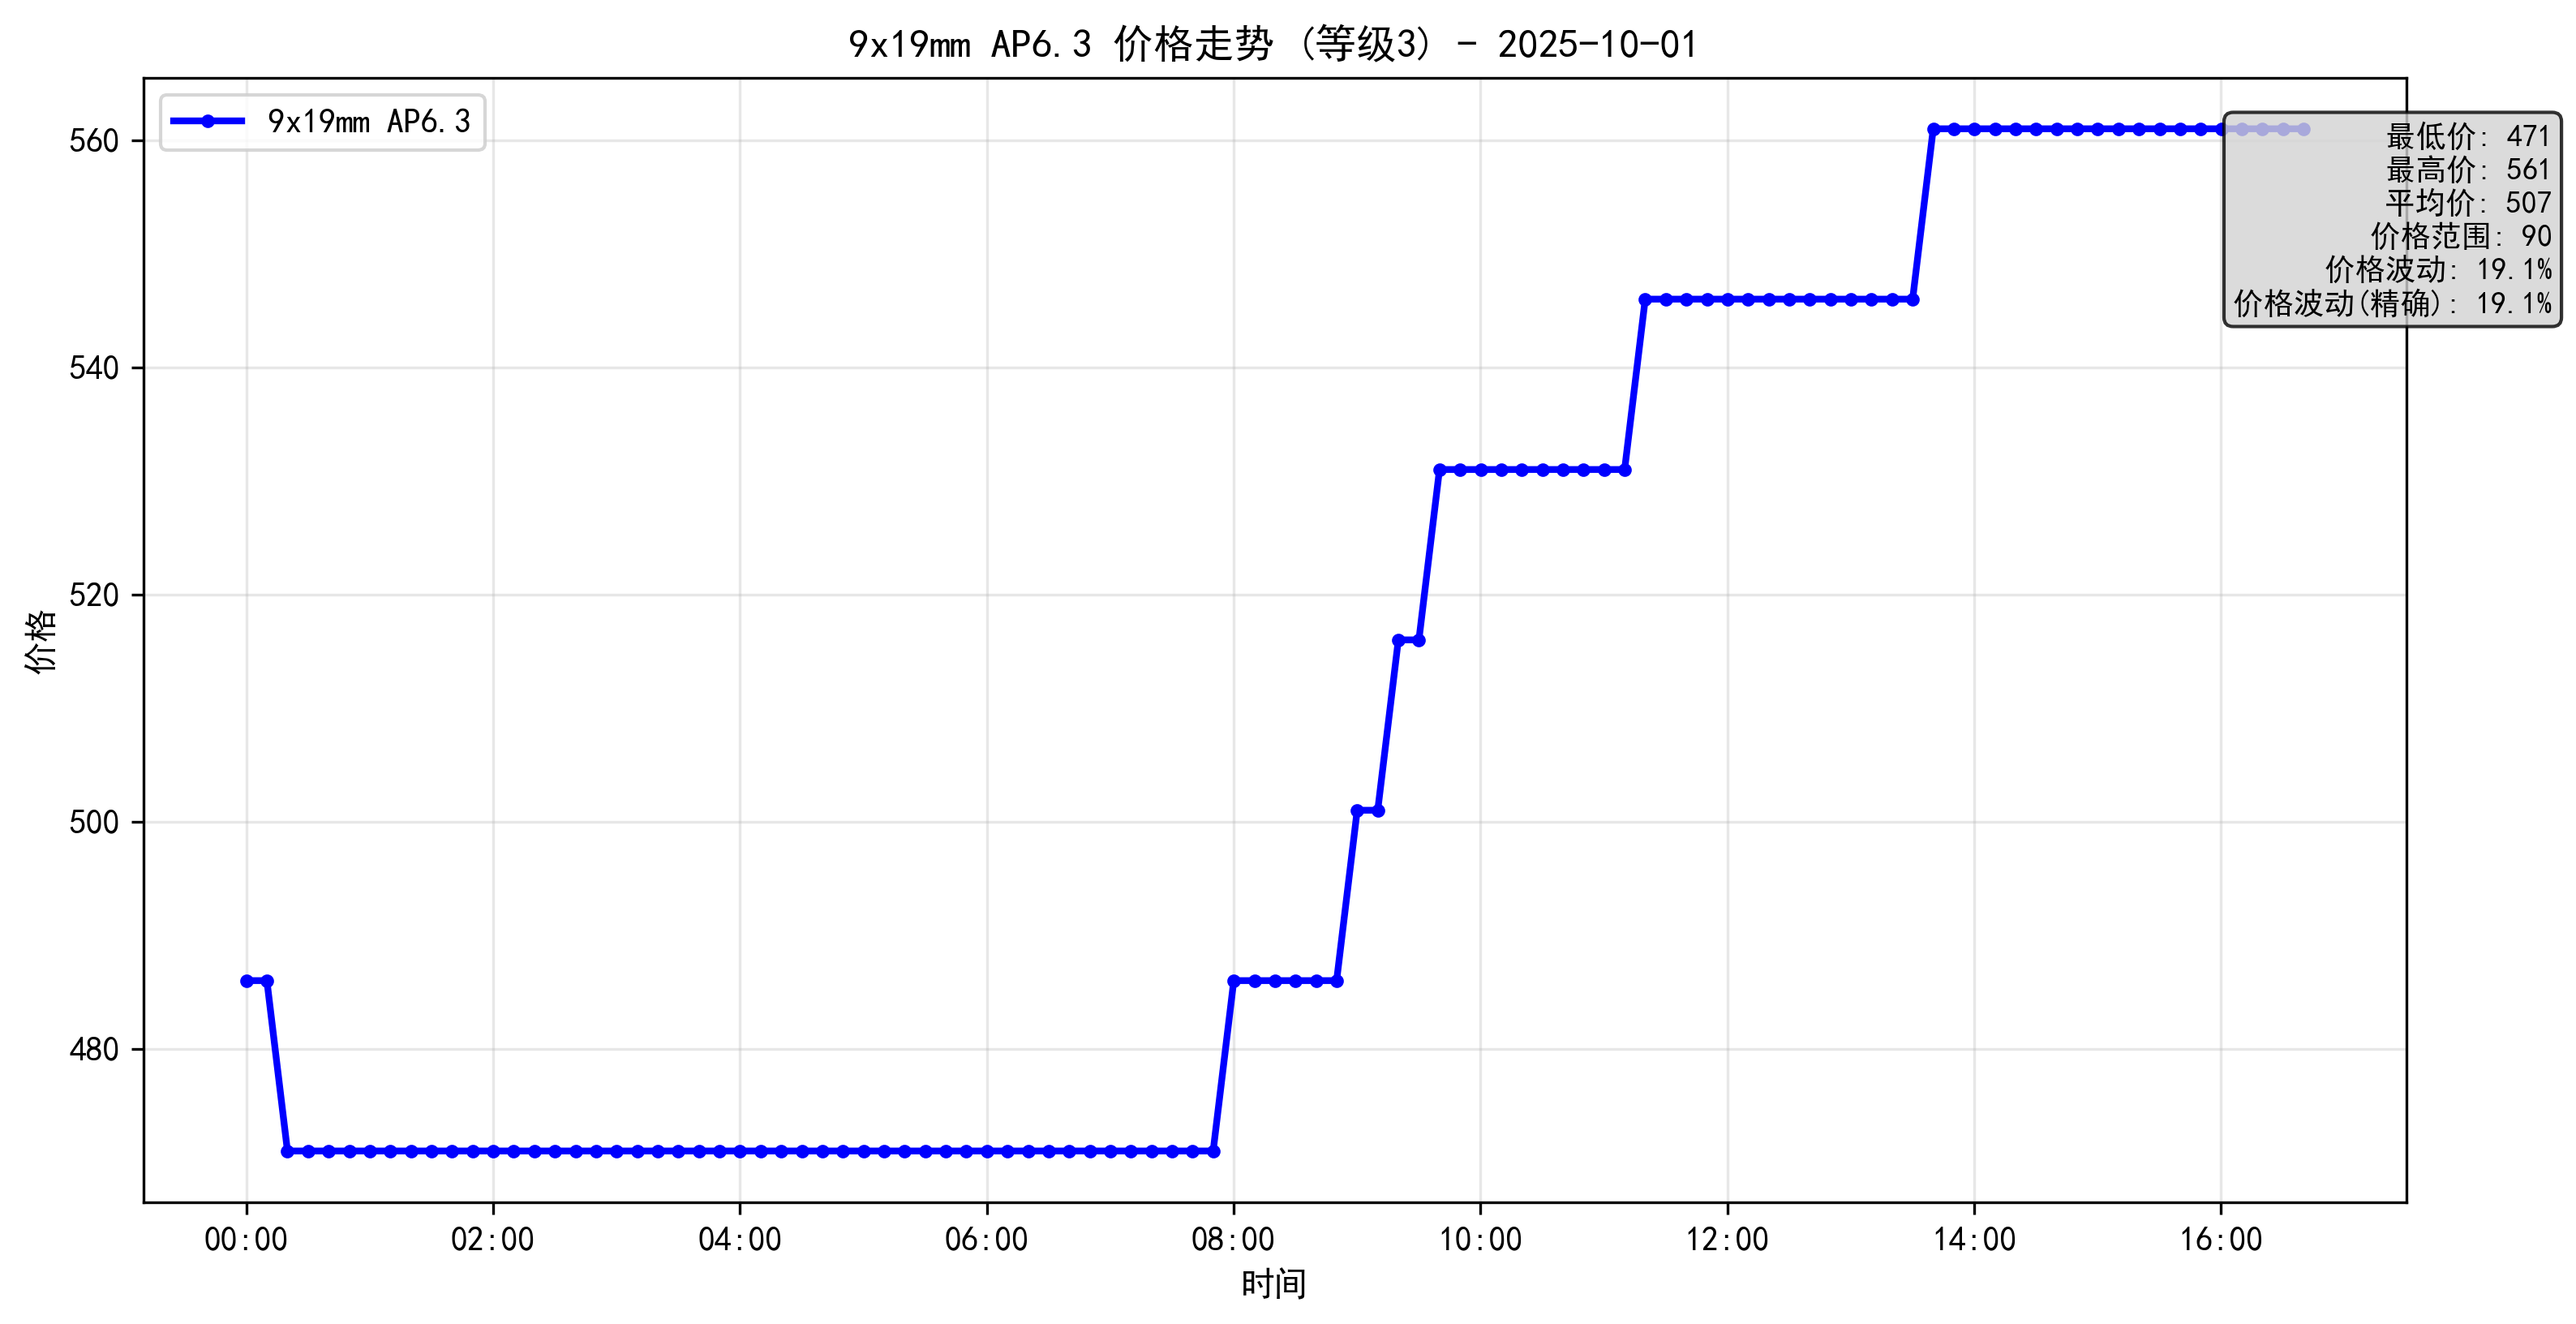 9x19mm AP6.3 价格走势 (等级3) - 2025-10-01
9x19mm AP6.3
最低价: 471
最高价: 561
平均价: 507
价格范围: 90
价格波动: 19.1%
价格波动(精确): 19.1%
价格
560
540
520
500
480
00:00 02:00 04:00 06:00 08:00 10:00 12:00 14:00 16:00
时间